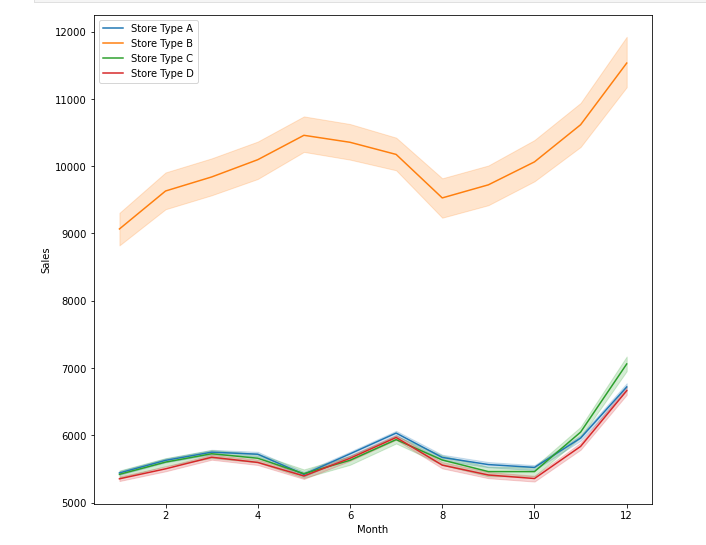 Store Type A
Store Type B
Store Type C
Store Type D
12000
11000
10000
9000
8000
7000
6000
5000
Sales
2 4 6 8 10 12
Month